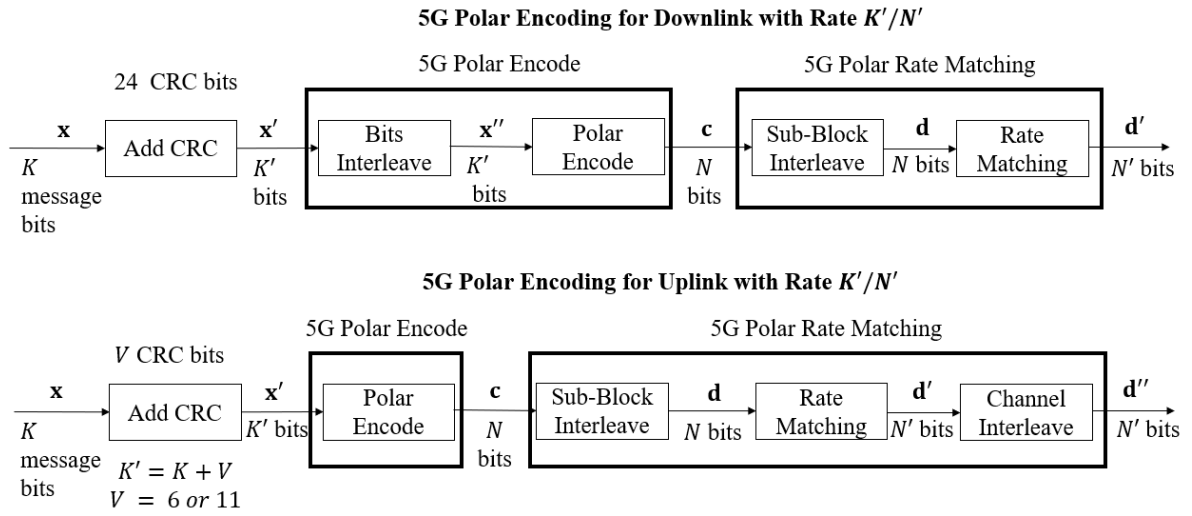 5G Polar Encoding for Downlink with Rate K′/N′
5G Polar Encode
5G Polar Rate Matching
24 CRC bits
x
Add CRC
x′
Bits
Interleave
x′′
Polar
Encode
c
Sub-Block
Interleave
d
Rate
Matching
d′
K
message
bits
K′
bits
K′
bits
N
bits
N bits
N′ bits
5G Polar Encoding for Uplink with Rate K′/N′
5G Polar Encode
5G Polar Rate Matching
V CRC bits
x
Add CRC
x′
Polar
Encode
c
Sub-Block
Interleave
d
Rate
Matching
d′
Channel
Interleave
d′′
K
message
bits
K′ bits
N
bits
N bits
N′ bits
N′ bits
K′ = K + V
V = 6 or 11